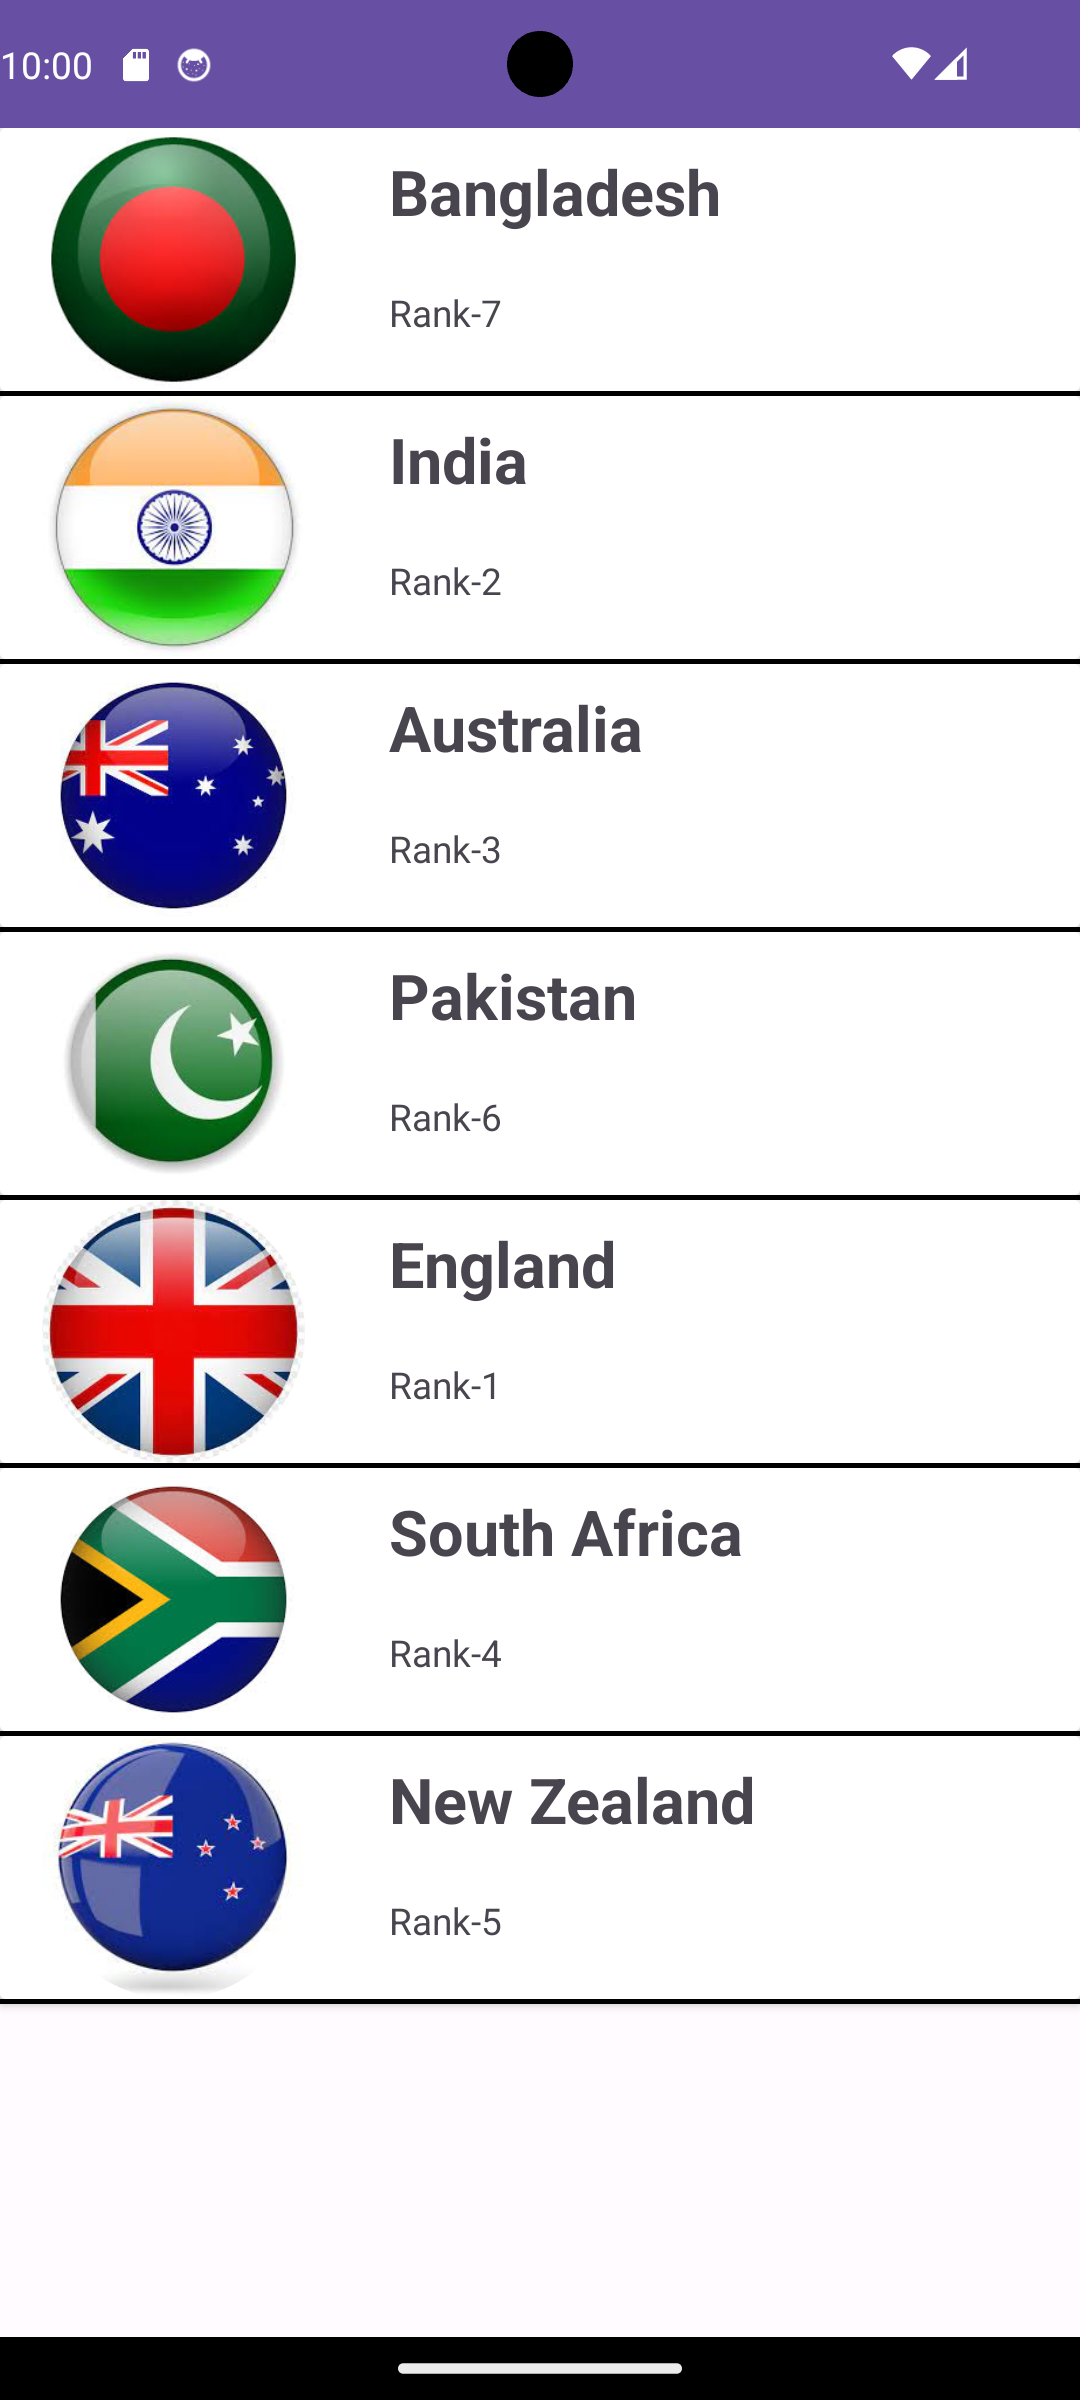 10:00
Bangladesh
Rank-7
India
Rank-2
Australia
Rank-3
Pakistan
Rank-6
England
Rank-1
South Africa
Rank-4
New Zealand
Rank-5